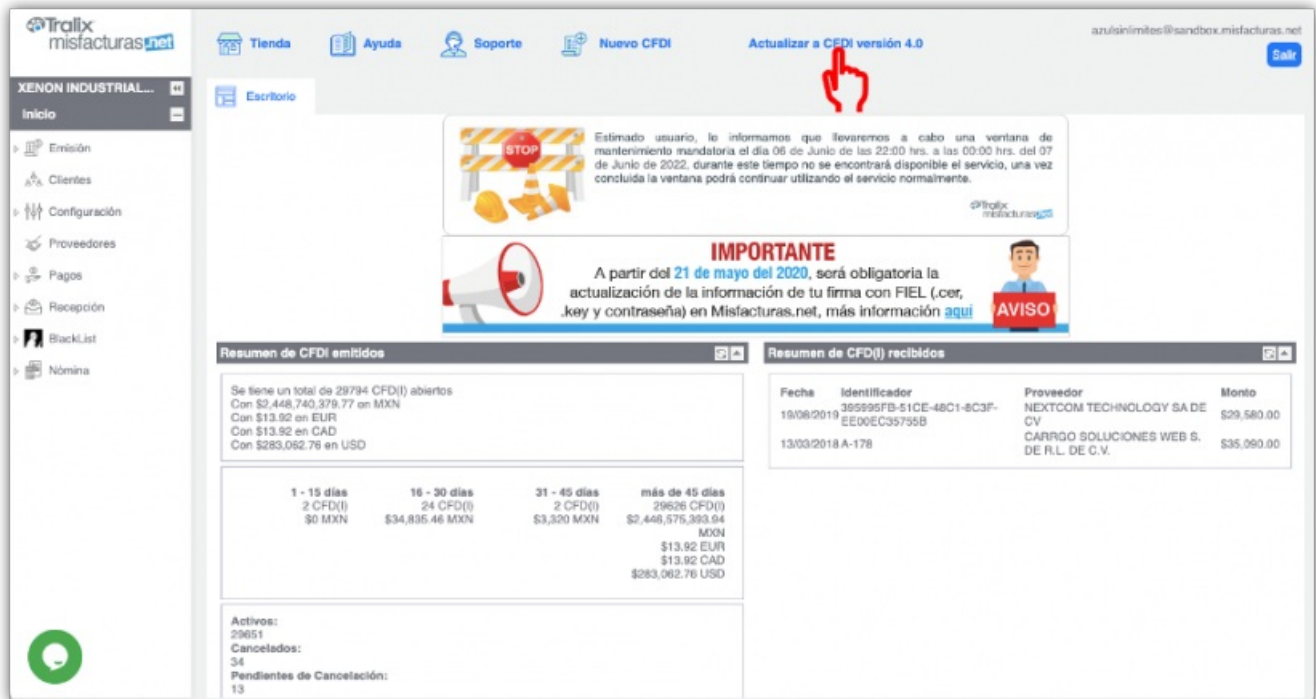 Tralix
misfacturas.net
Tienda
Ayuda
Soporte
Nuevo CFDI
Actualizar a CFDI versión 4.0
azulsinlimites@sandbox.misfacturas.net
Salir
XENON INDUSTRIAL...
Inicio
Emisión
Clientes
Configuración
Proveedores
Pagos
Recepción
BlackList
Nómina
Escritorio
STOP
Estimado usuario, le informamos que llevaremos a cabo una ventana de
mantenimiento mandatoria el día 06 de Junio de las 22:00 hrs. a las 00:00 hrs. del 07
de Junio de 2022, durante este tiempo no se encontrará disponible el servicio, una vez
concluida la ventana podrá continuar utilizando el servicio normalmente.
Tralix
misfacturas.net
IMPORTANTE
A partir del 21 de mayo del 2020, será obligatoria la
actualización de la información de tu firma con FIEL (.cer,
.key y contraseña) en Misfacturas.net, más información aquí
AVISO
Resumen de CFDI emitidos
Se tiene un total de 29794 CFD(I) abiertos
Con $2,448,740,379.77 en MXN
Con $13.92 en EUR
Con $13.92 en CAD
Con $283,062.76 en USD
1 - 15 días 16 - 30 días 31 - 45 días más de 45 días
2 CFD(I) 24 CFD(I) 2 CFD(I) 29626 CFD(I)
$0 MXN $34,835.46 MXN $3,320 MXN $2,446,575,393.94
MXN
$13.92 EUR
$13.92 CAD
$283,062.76 USD
Activos:
29651
Cancelados:
34
Pendientes de Cancelación:
13
Resumen de CFD(I) recibidos
Fecha Identificador Proveedor Monto
19/08/2019 395995FB-51CE-48C1-8C3F-
EE00EC35755B NEXTCOM TECHNOLOGY SA DE
CV $29,580.00
13/03/2018 A-178 CARRGO SOLUCIONES WEB S.
DE R.L. DE C.V. $35,090.00